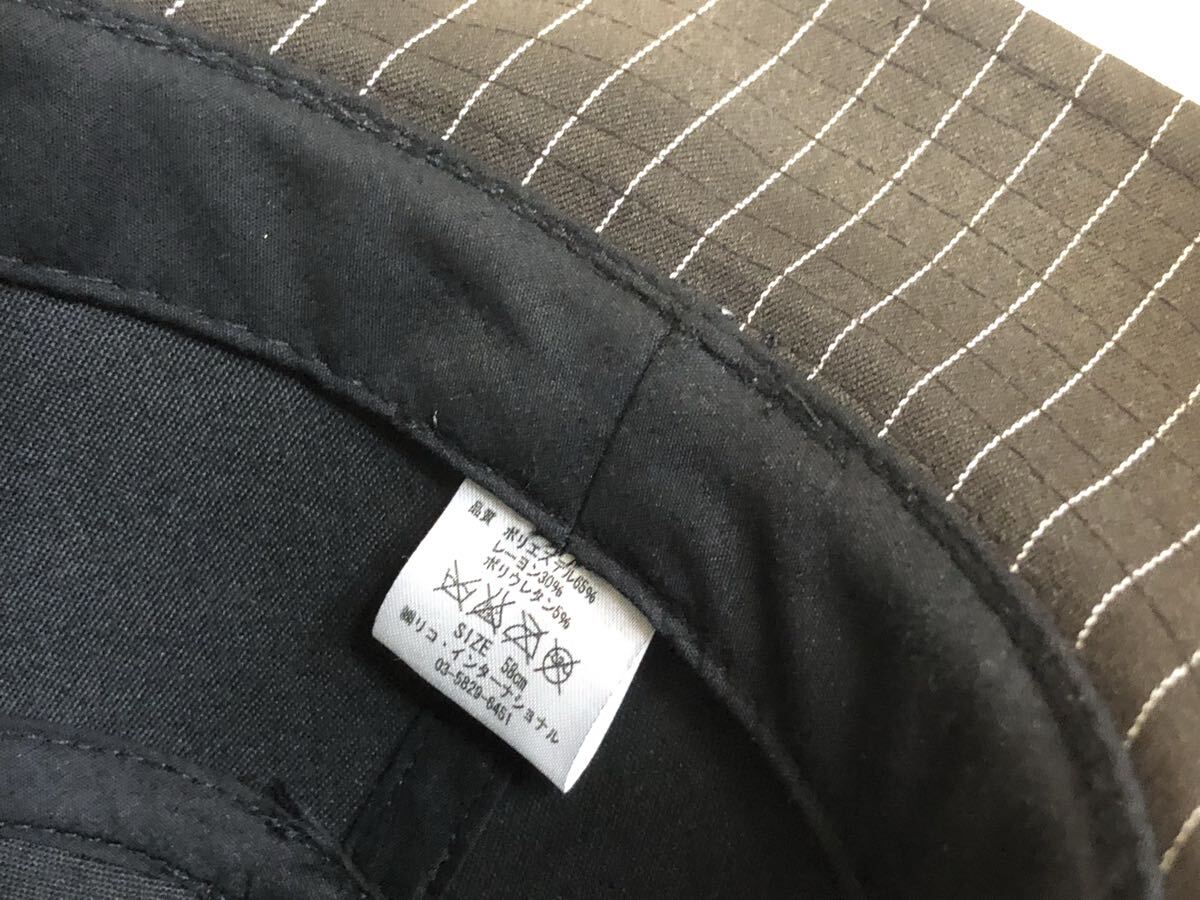 品質 ポリエステル65%
レーヨン30%
ポリウレタン5%
SIZE 58cm
㈱リコ・インターナショナル
03-5829-6451